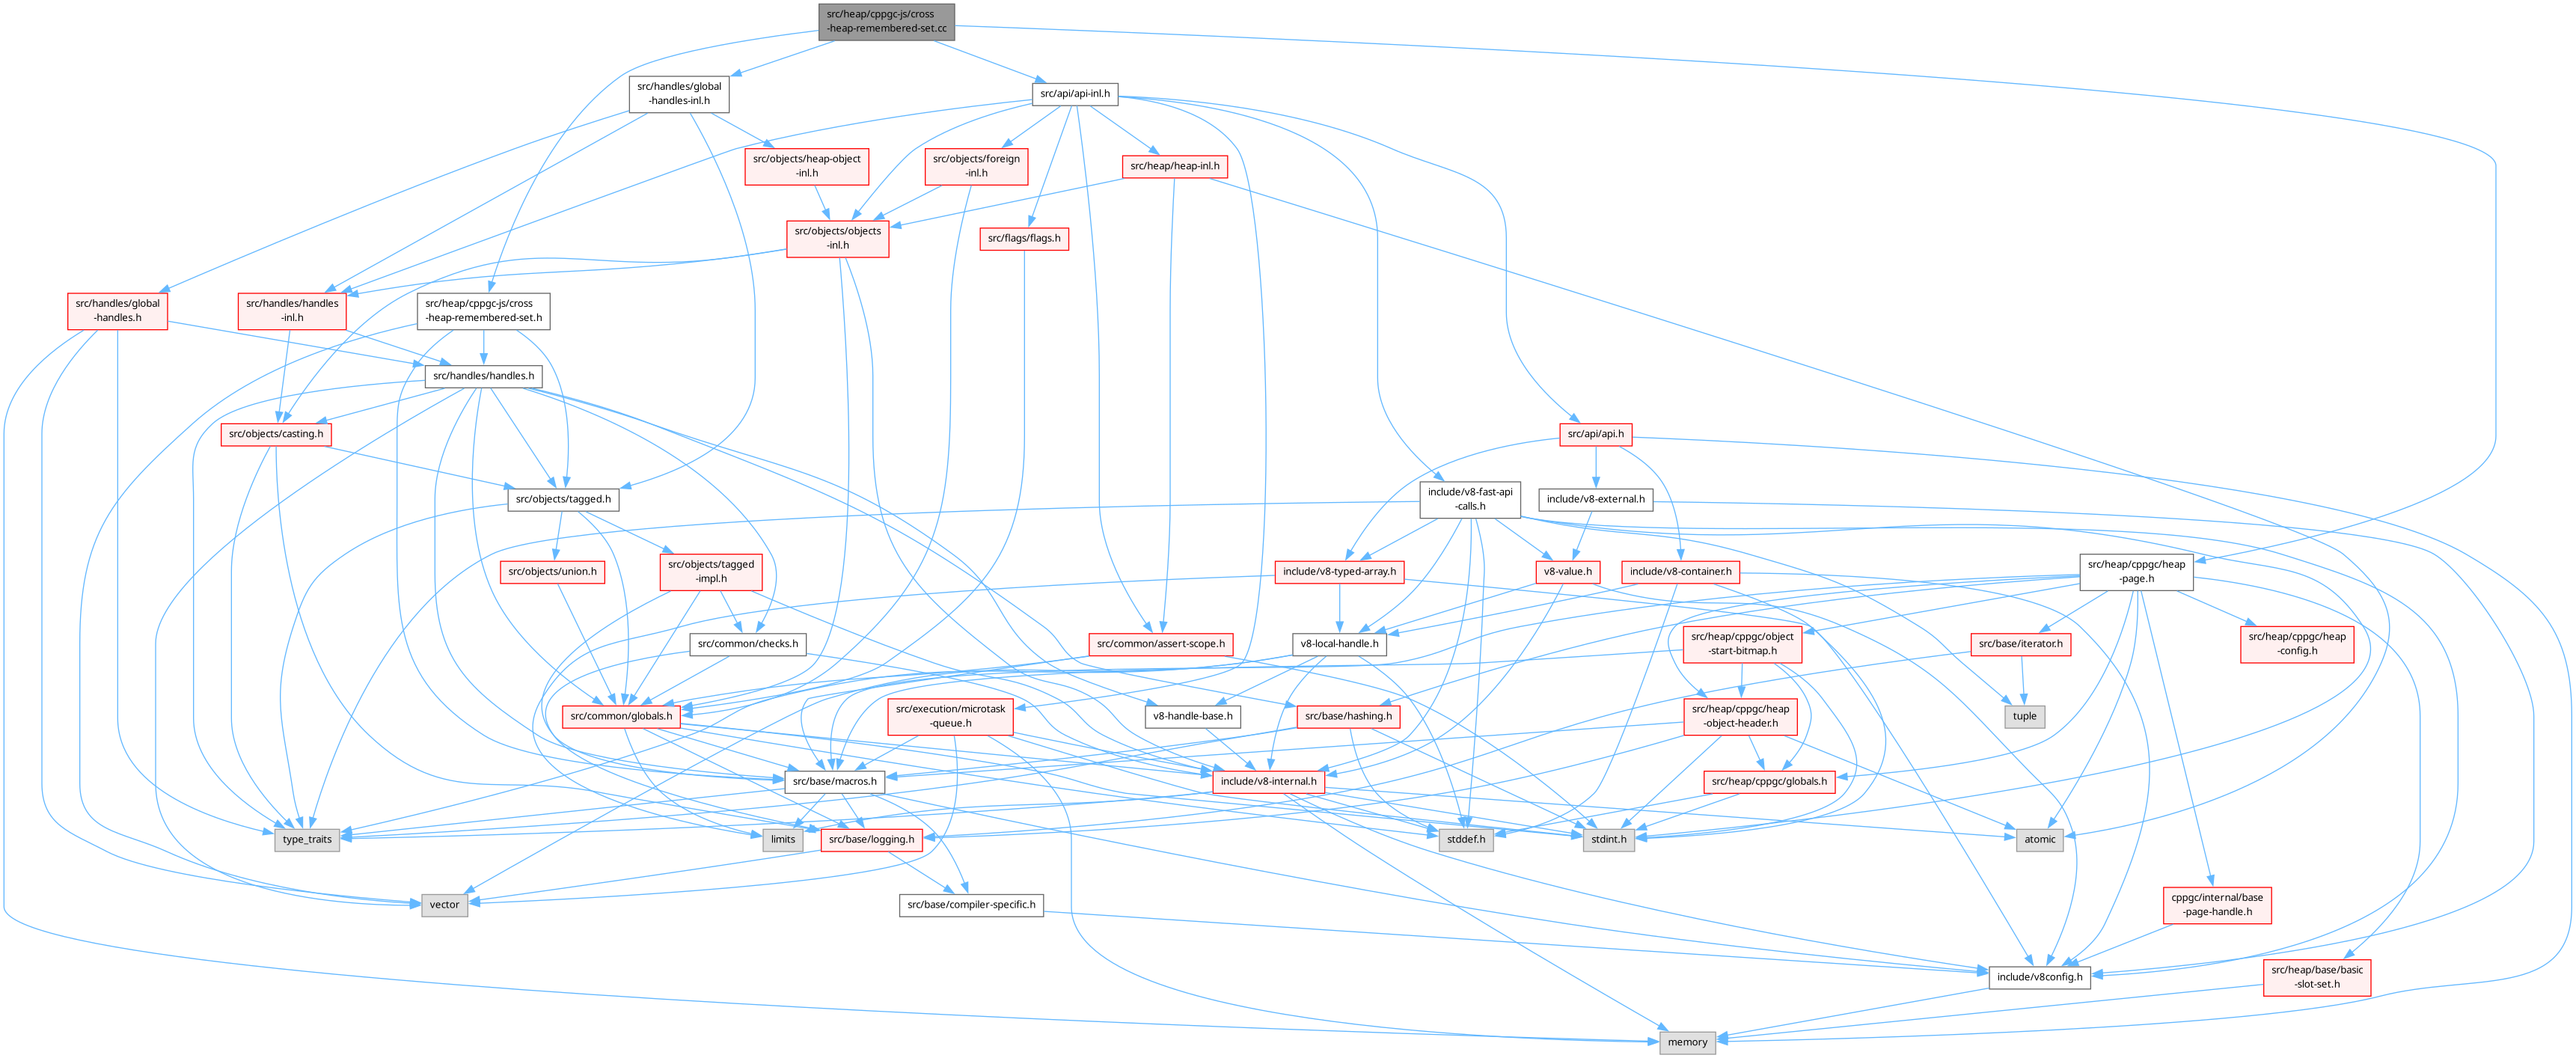 src/heap/cppgc-js/cross
-heap-remembered-set.cc
src/handles/global
-handles-inl.h
src/api/api-inl.h
src/objects/heap-object
-inl.h
src/objects/foreign
-inl.h
src/heap/heap-inl.h
src/objects/objects
-inl.h
src/flags/flags.h
src/handles/global
-handles.h
src/handles/handles
-inl.h
src/heap/cppgc-js/cross
-heap-remembered-set.h
src/handles/handles.h
src/objects/casting.h
src/api/api.h
src/objects/tagged.h
include/v8-fast-api
-calls.h
include/v8-external.h
src/objects/union.h
src/objects/tagged
-impl.h
include/v8-typed-array.h
v8-value.h
include/v8-container.h
src/heap/cppgc/heap
-page.h
src/common/checks.h
src/common/assert-scope.h
v8-local-handle.h
src/heap/cppgc/object
-start-bitmap.h
src/base/iterator.h
src/heap/cppgc/heap
-config.h
src/common/globals.h
src/execution/microtask
-queue.h
v8-handle-base.h
src/base/hashing.h
src/heap/cppgc/heap
-object-header.h
tuple
src/base/macros.h
include/v8-internal.h
src/heap/cppgc/globals.h
type_traits
limits
src/base/logging.h
stddef.h
stdint.h
atomic
vector
src/base/compiler-specific.h
cppgc/internal/base
-page-handle.h
include/v8config.h
src/heap/base/basic
-slot-set.h
memory